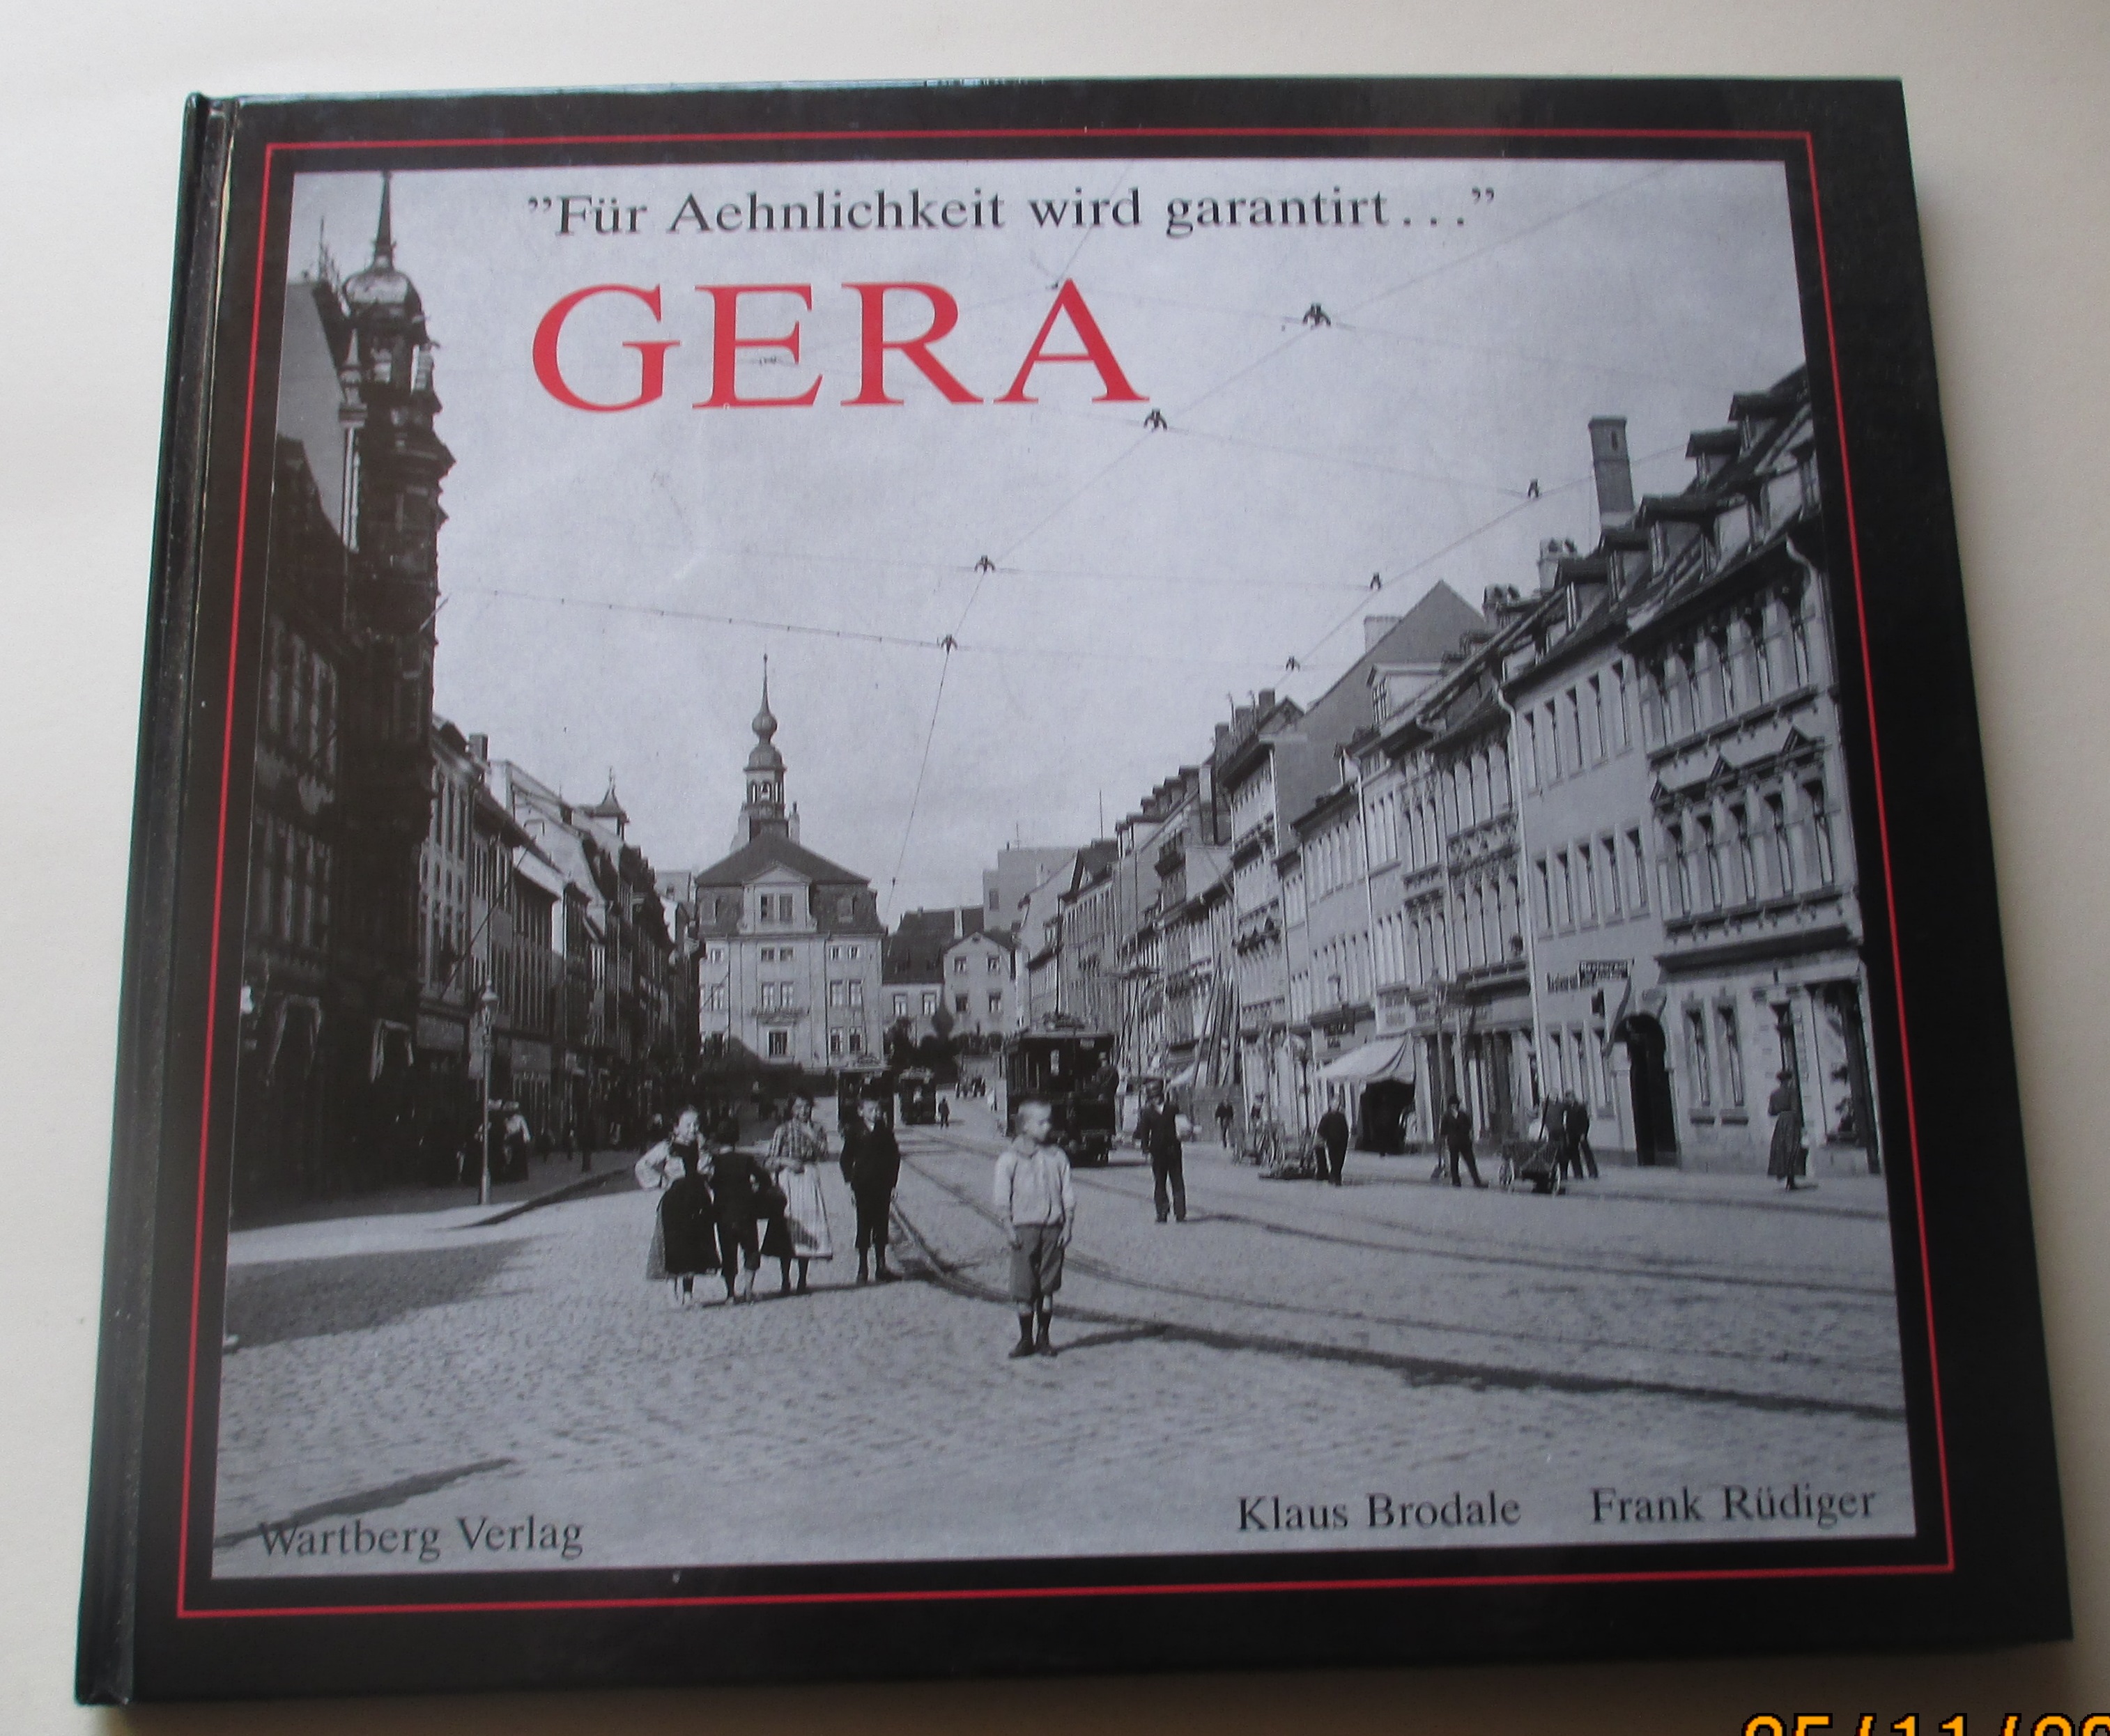 ”Für Aehnlichkeit wird garantirt...”
GERA
Klaus Brodale Frank Rüdiger
Wartberg Verlag